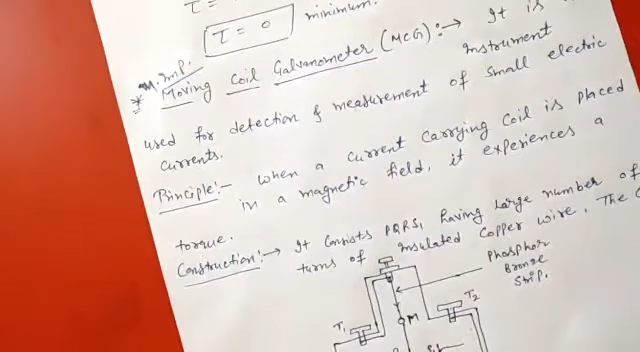 τ =
minimum.
τ = 0
* M.Imp.
Moving Coil Galvanometer (MCG):→ It is
Instrument
used for detection & measurement of small electric
currents.
Principle:- When a current carrying coil is placed
in a magnetic field, it experiences a
torque.
Construction:→ It consists PQRS, having large number of
turns of insulated copper wire. The
Phosphor
Bronze
Strip.
T1
T2
M